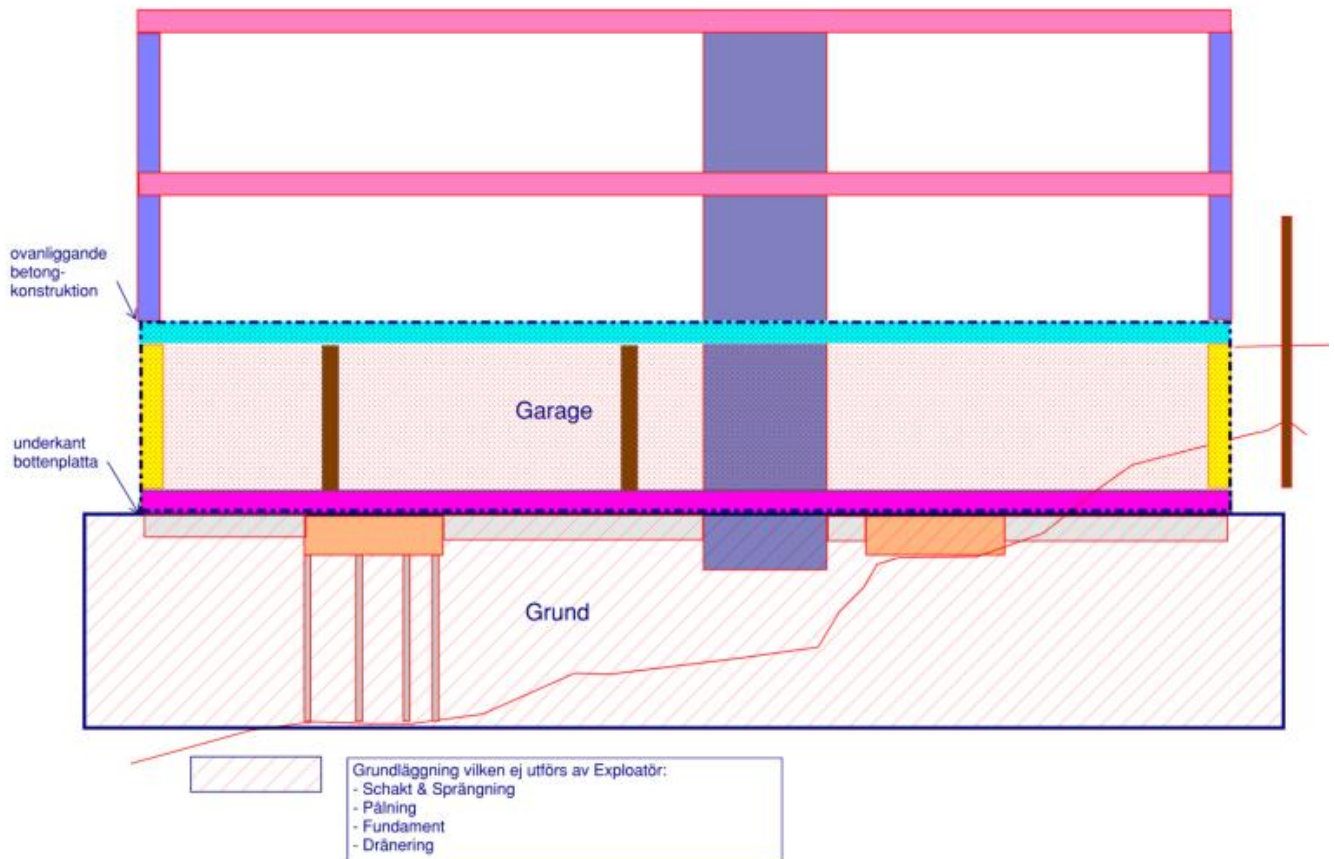 ovanliggande
betong-
konstruktion
Garage
underkant
bottenplatta
Grund
Grundläggning vilken ej utförs av Exploatör:
- Schakt & Sprängning
- Pålning
- Fundament
- Dränering